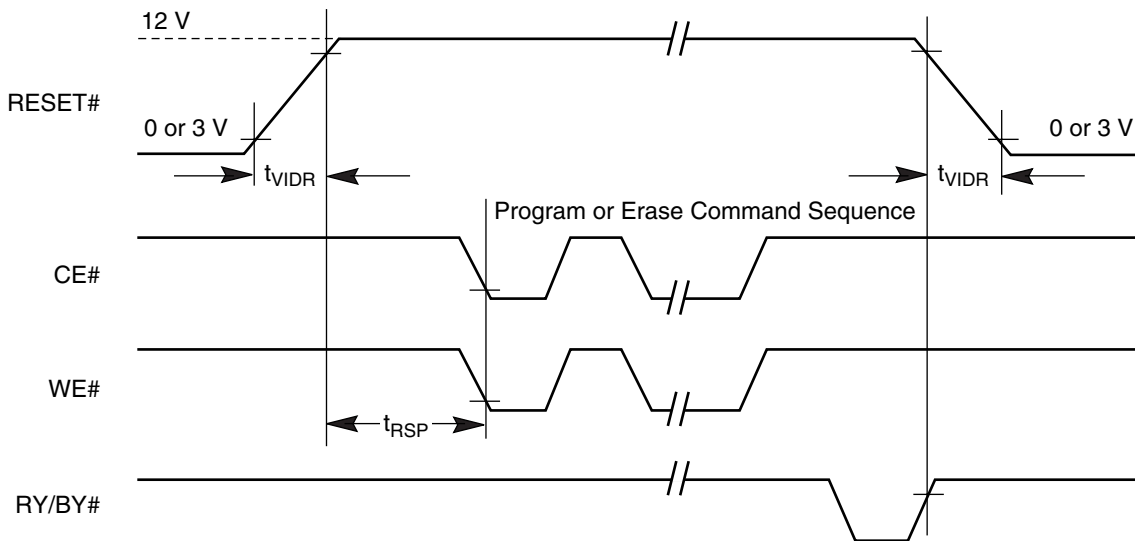 12 V
RESET#
0 or 3 V
0 or 3 V
tVIDR
tVIDR
Program or Erase Command Sequence
CE#
WE#
tRSP
RY/BY#